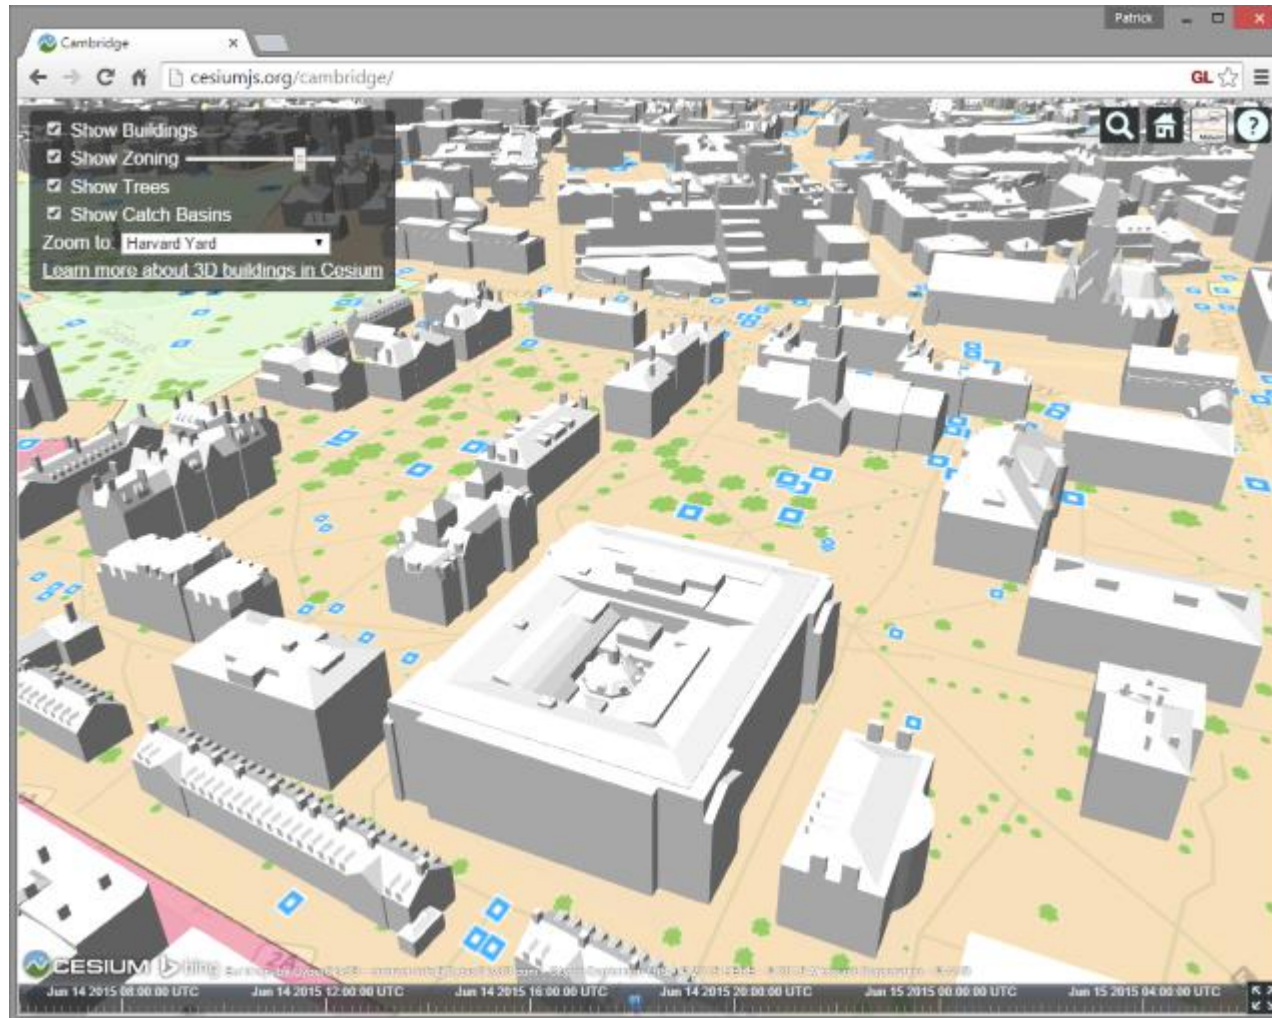 Patrick
Cambridge
cesiumjs.org/cambridge/
GL
Show Buildings
Show Zoning
Show Trees
Show Catch Basins
Zoom to: Harvard Yard
Learn more about 3D buildings in Cesium
?
CESIUM bing
Jun 14 2015 08:00:00 UTC Jun 14 2015 12:00:00 UTC Jun 14 2015 16:00:00 UTC Jun 14 2015 20:00:00 UTC Jun 15 2015 00:00:00 UTC Jun 15 2015 04:00:00 UTC